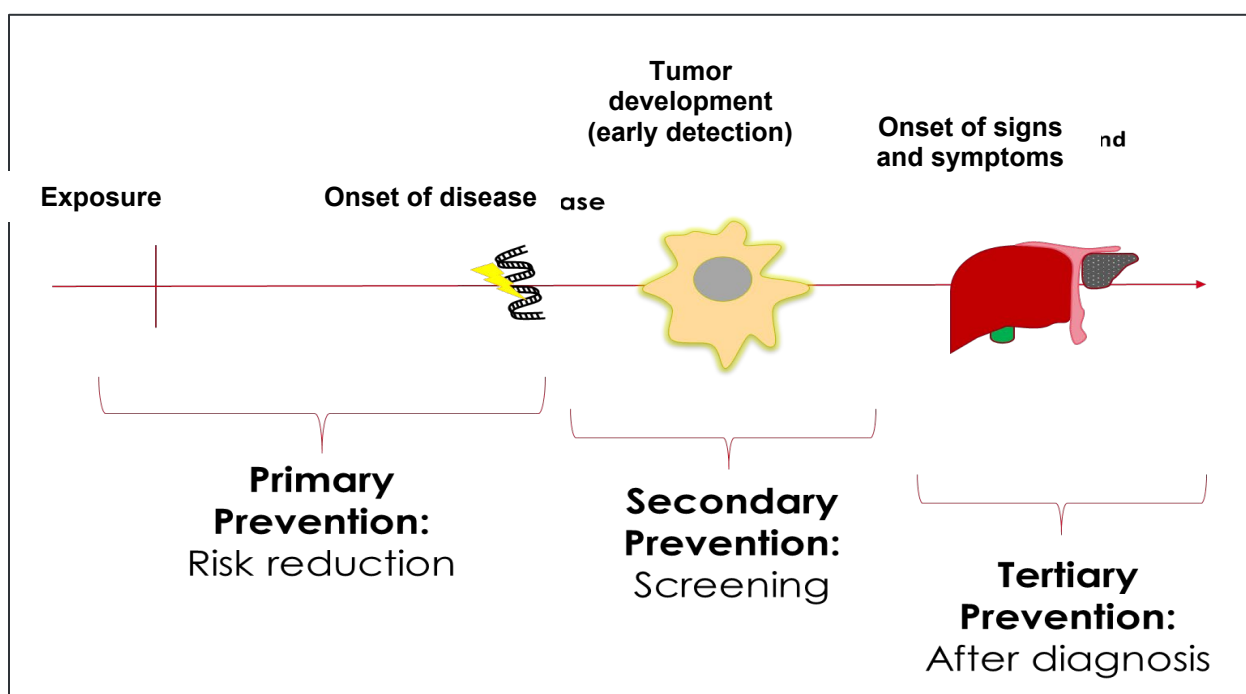 Tumor
development
(early detection)
Onset of signs
and symptoms
nd
Exposure
Onset of disease
ase
Primary
Prevention:
Risk reduction
Secondary
Prevention:
Screening
Tertiary
Prevention:
After diagnosis